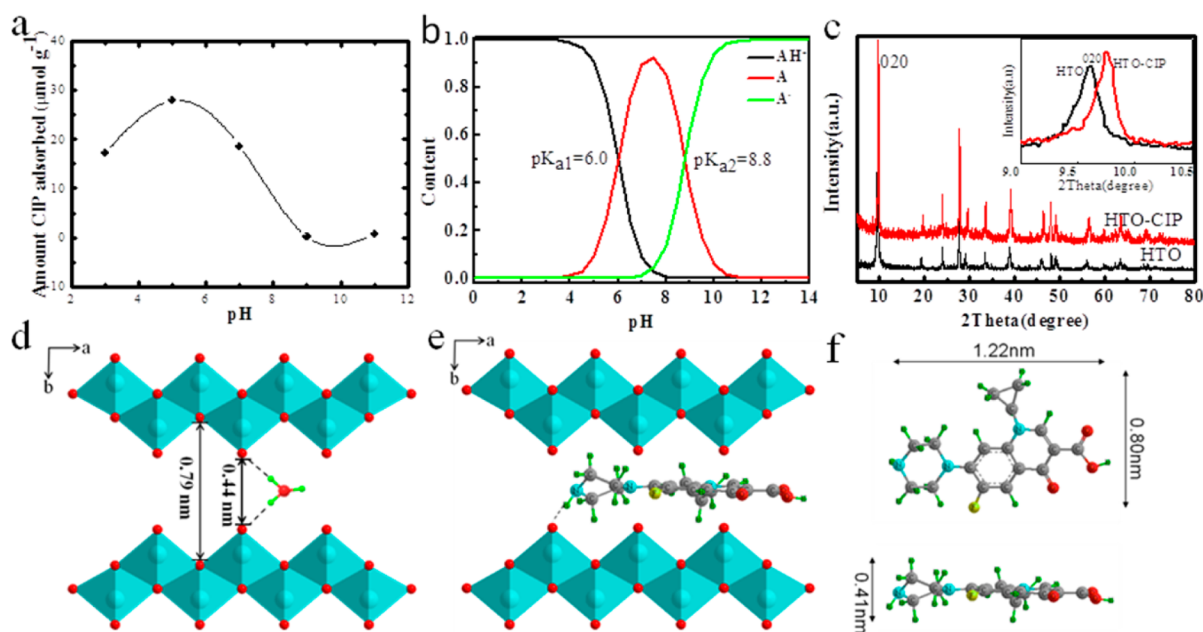 a
Amount CIP adsorbed (μmol g⁻¹)
40
30
20
10
0
-10
2 4 6 8 10 12
pH
b
Content
1.0
0.8
0.6
0.4
0.2
0.0
AH⁺
A
A⁻
pKa1=6.0
pKa2=8.8
0 2 4 6 8 10 12 14
pH
c
Intensity(a.u.)
020
HTO-CIP
HTO
10 20 30 40 50 60 70 80
2Theta(degree)
Intensity(a.u)
020
HTO
HTO-CIP
9.0 9.5 10.0 10.5
2Theta(degree)
d
a
b
0.79 nm
0.44 nm
e
a
b
f
1.22nm
0.80nm
0.41nm